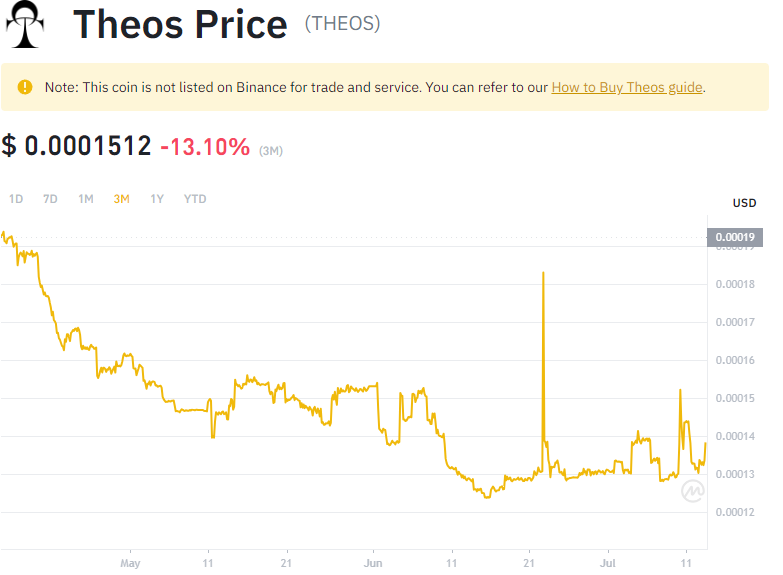 Theos Price (THEOS)
Note: This coin is not listed on Binance for trade and service. You can refer to our How to Buy Theos guide.
$ 0.0001512 -13.10% (3M)
1D 7D 1M 3M 1Y YTD
USD
0.00019
0.00019
0.00018
0.00017
0.00016
0.00015
0.00014
0.00013
0.00012
May 11 21 Jun 11 21 Jul 11